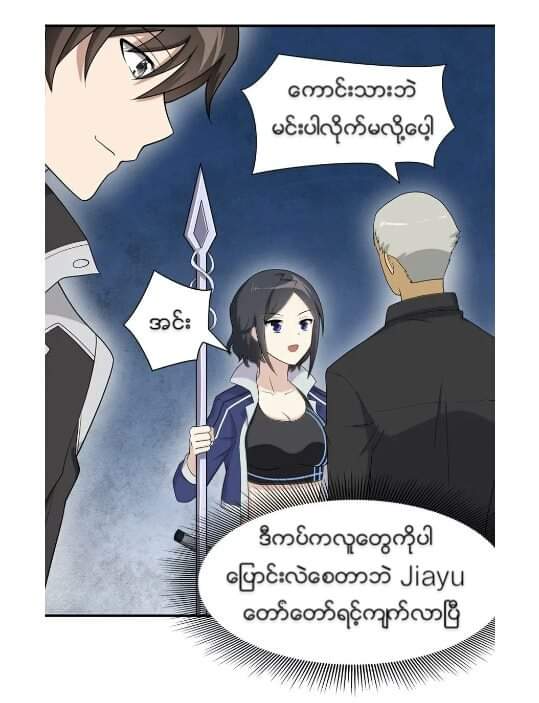 ကောင်းသားဘဲ
မင်းပါလိုက်မလို့ပေ့ါ
အင်း
ဒီကပ်ကလူတွေကိုပါ
ပြောင်းလဲစေတာဘဲ Jiayu
တော်တော်ရင့်ကျက်လာပြီ